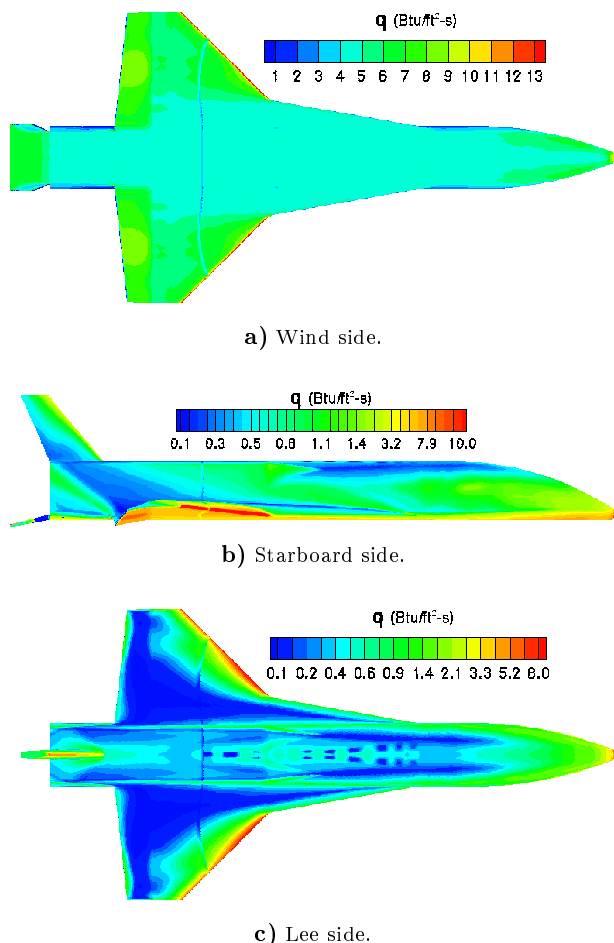 q (Btu/ft²-s)
1 2 3 4 5 6 7 8 9 10 11 12 13
a) Wind side.
q (Btu/ft²-s)
0.1 0.3 0.5 0.8 1.1 1.4 3.2 7.9 10.0
b) Starboard side.
q (Btu/ft²-s)
0.1 0.2 0.4 0.6 0.9 1.4 2.1 3.3 5.2 8.0
c) Lee side.